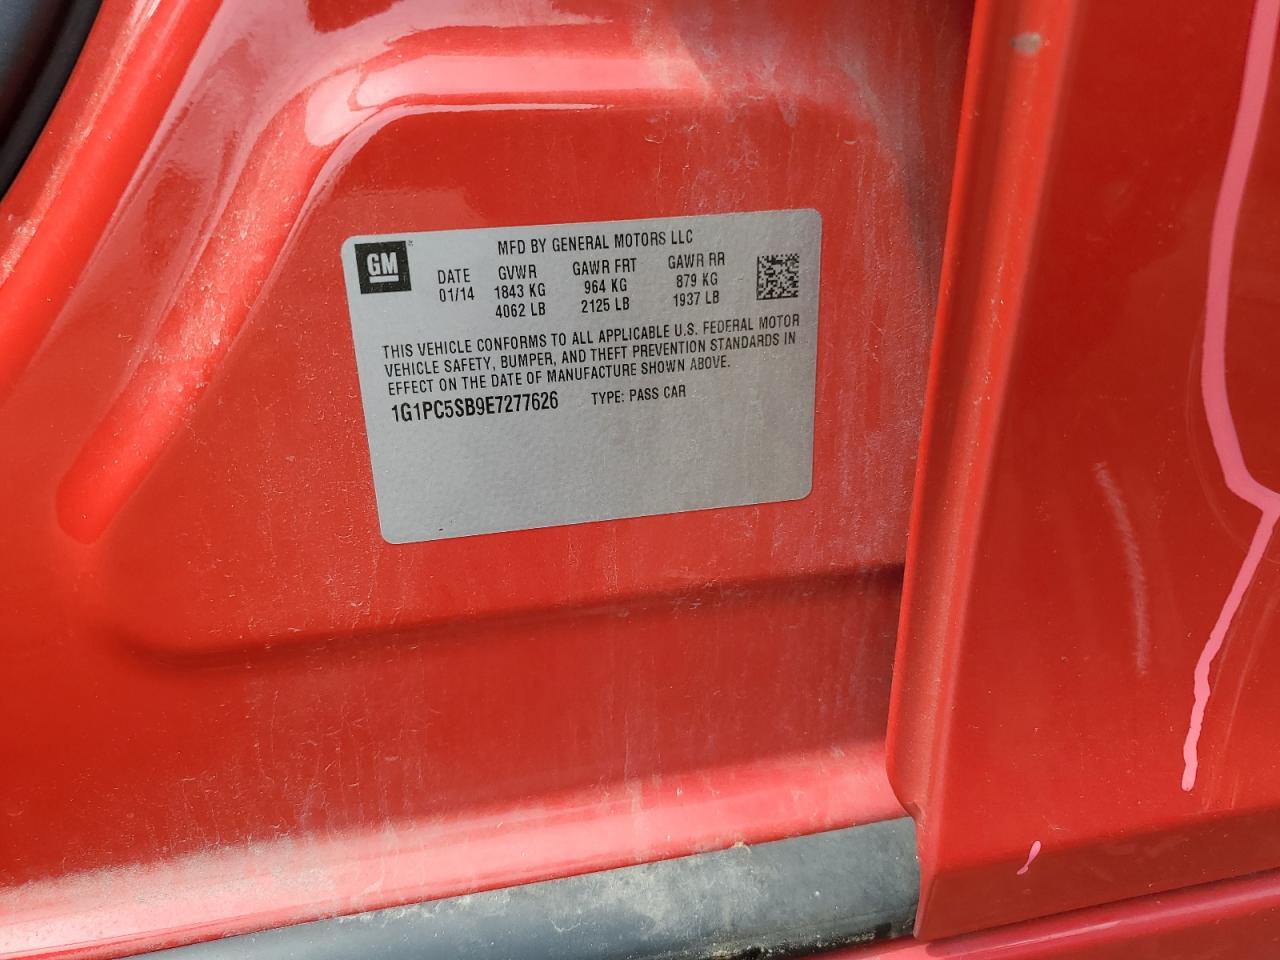 GM
MFD BY GENERAL MOTORS LLC
DATE GVWR GAWR FRT GAWR RR
01/14 1843 KG 964 KG 879 KG
4062 LB 2125 LB 1937 LB
THIS VEHICLE CONFORMS TO ALL APPLICABLE U.S. FEDERAL MOTOR
VEHICLE SAFETY, BUMPER, AND THEFT PREVENTION STANDARDS IN
EFFECT ON THE DATE OF MANUFACTURE SHOWN ABOVE.
1G1PC5SB9E7277626 TYPE: PASS CAR